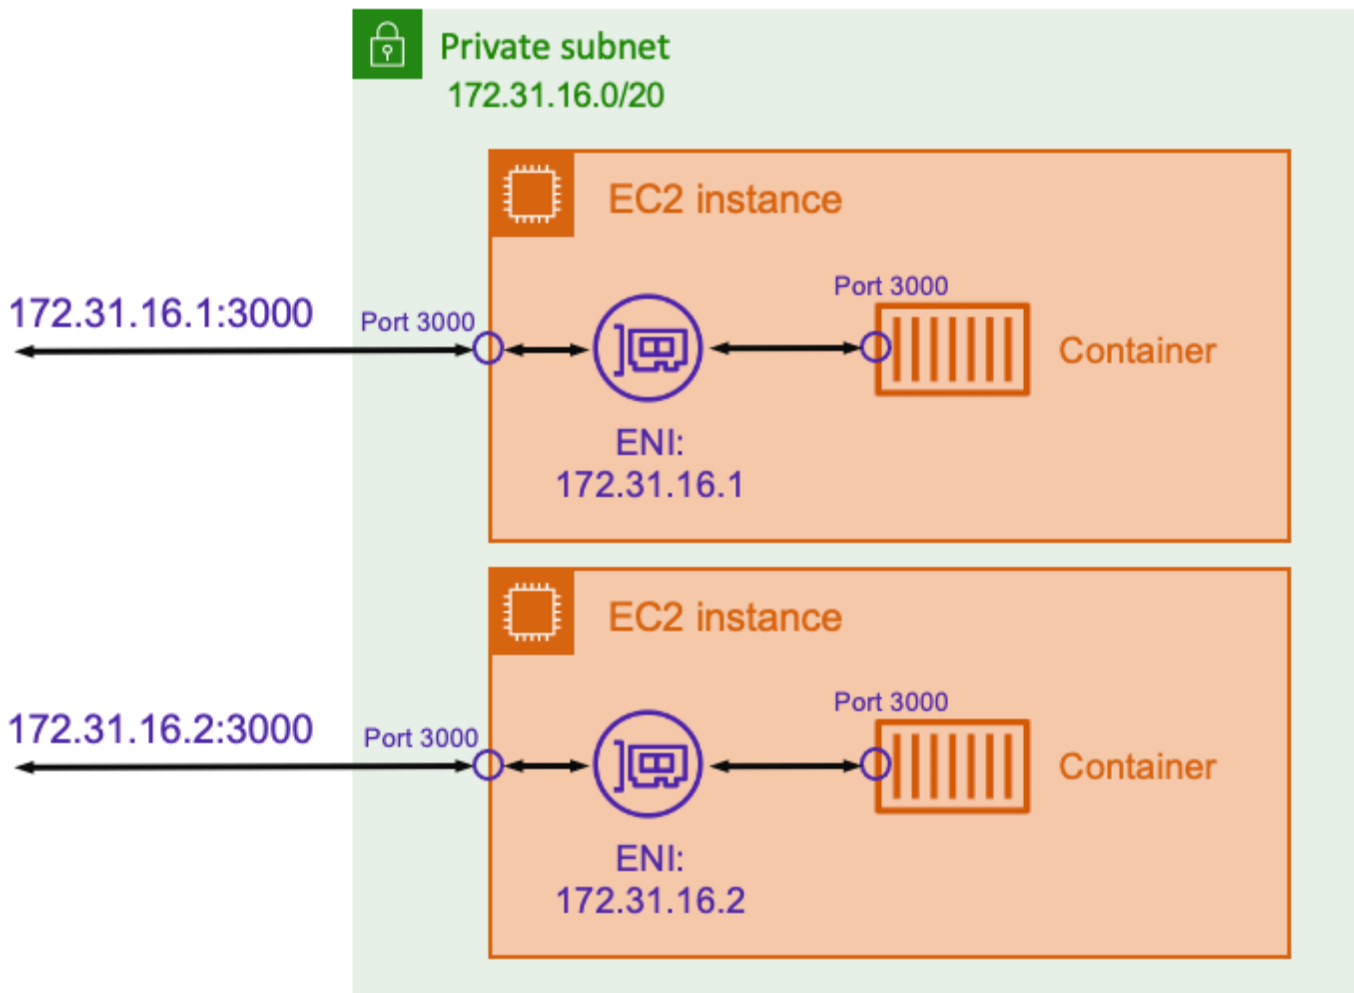 Private subnet
172.31.16.0/20
EC2 instance
Port 3000
172.31.16.1:3000
Port 3000
Container
ENI:
172.31.16.1
EC2 instance
Port 3000
172.31.16.2:3000
Port 3000
Container
ENI:
172.31.16.2